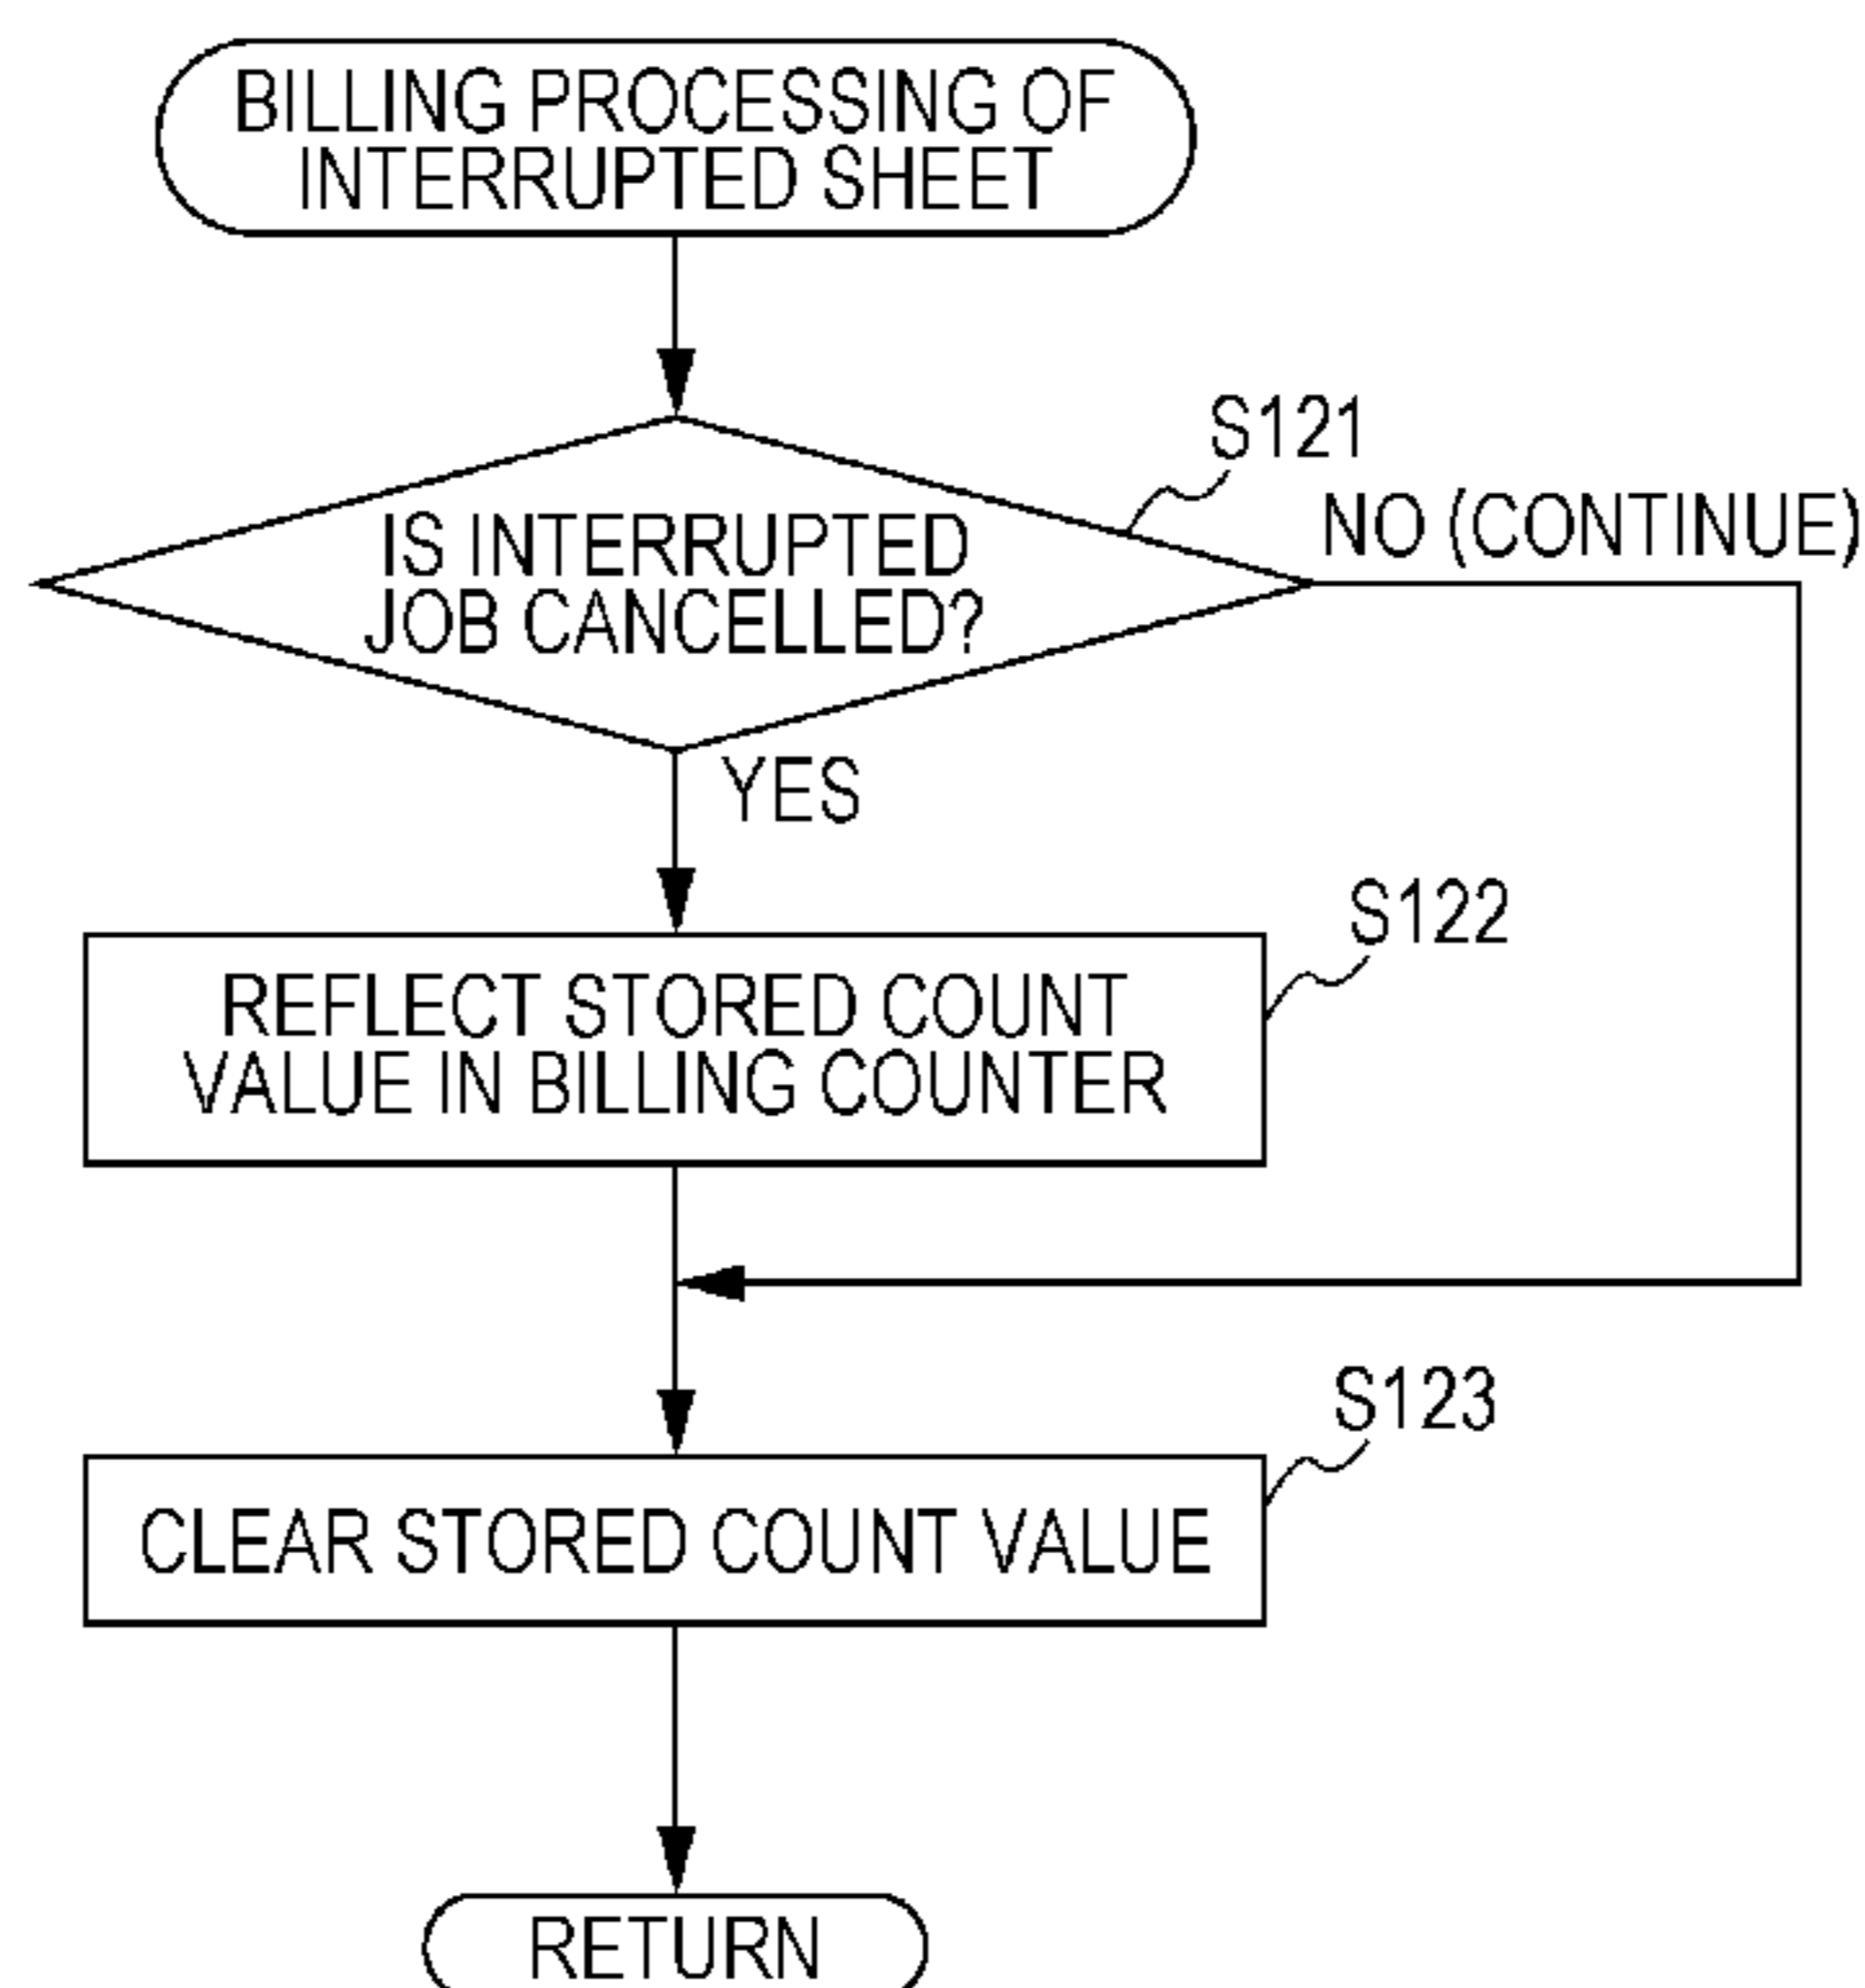 BILLING PROCESSING OF
INTERRUPTED SHEET
S121
NO (CONTINUE)
IS INTERRUPTED
JOB CANCELLED?
YES
S122
REFLECT STORED COUNT
VALUE IN BILLING COUNTER
S123
CLEAR STORED COUNT VALUE
RETURN